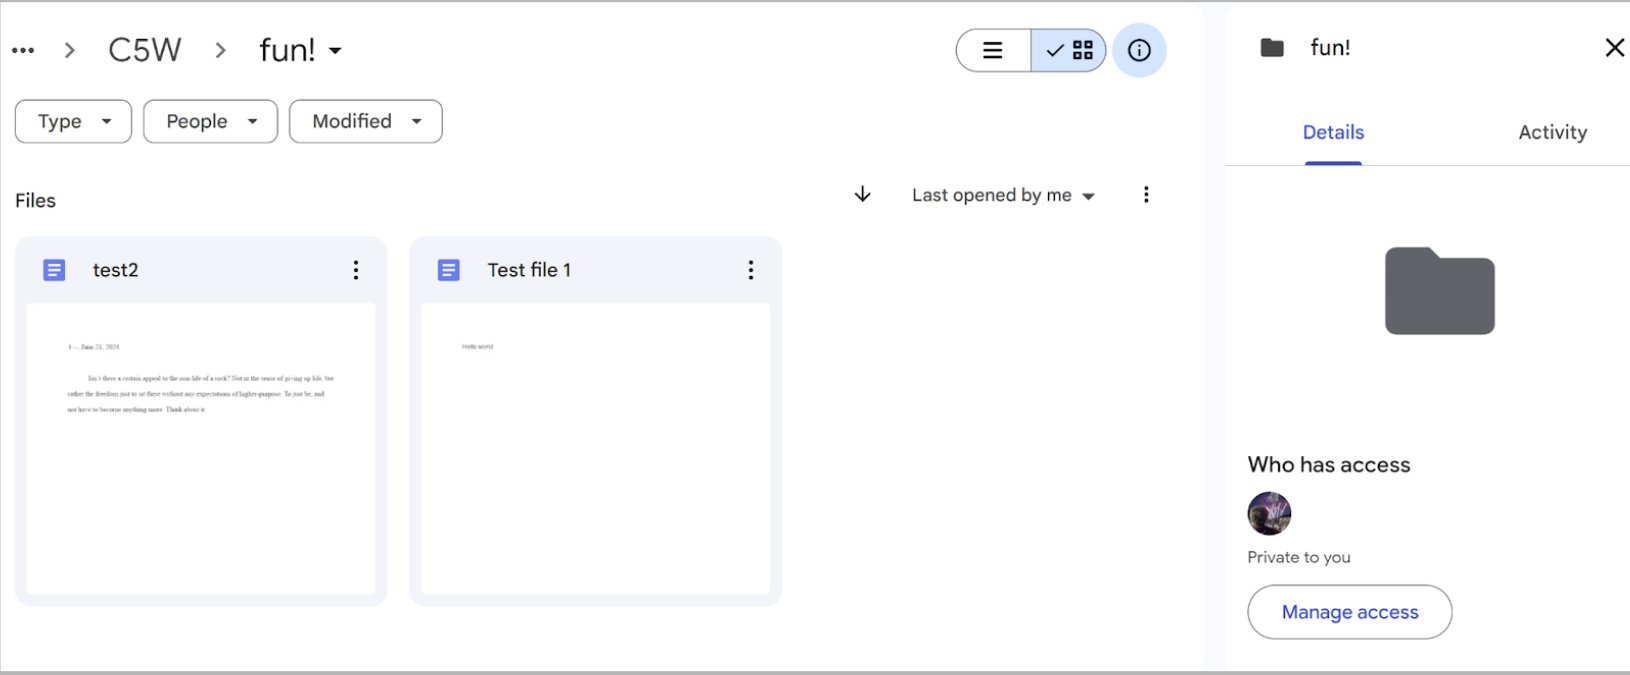 ... > C5W > fun!
Type People Modified
Files
Last opened by me
test2
3 —, June 21, 2024
Isn't there a certain appeal to the non-life of a rock? Not in the sense of giving up life, but
rather the freedom just to sit there without any expectations of higher-purpose. To just be, and
not have to become anything more. Think about it
Test file 1
Hello world
fun!
Details Activity
Who has access
Private to you
Manage access